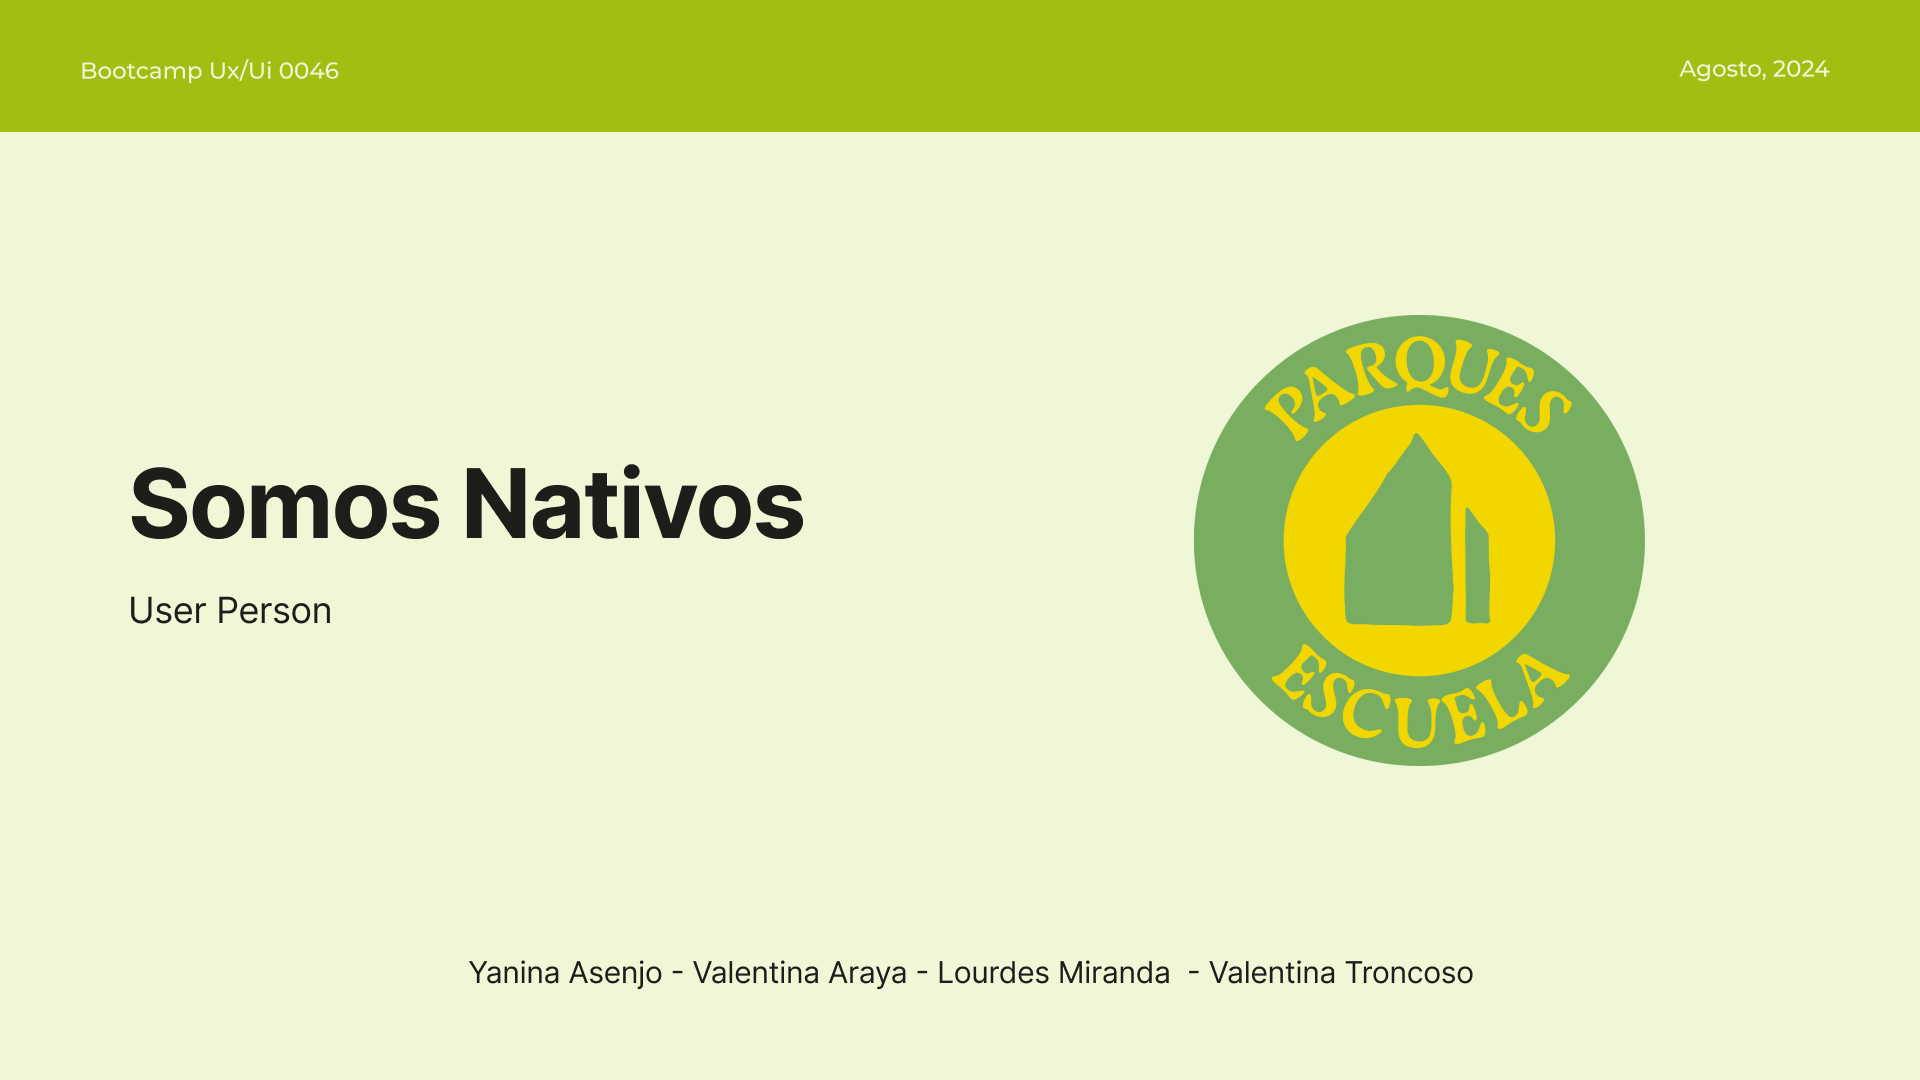 Bootcamp Ux/Ui 0046
Agosto, 2024
Somos Nativos
User Person
PARQUES
ESCUELA
Yanina Asenjo - Valentina Araya - Lourdes Miranda  - Valentina Troncoso